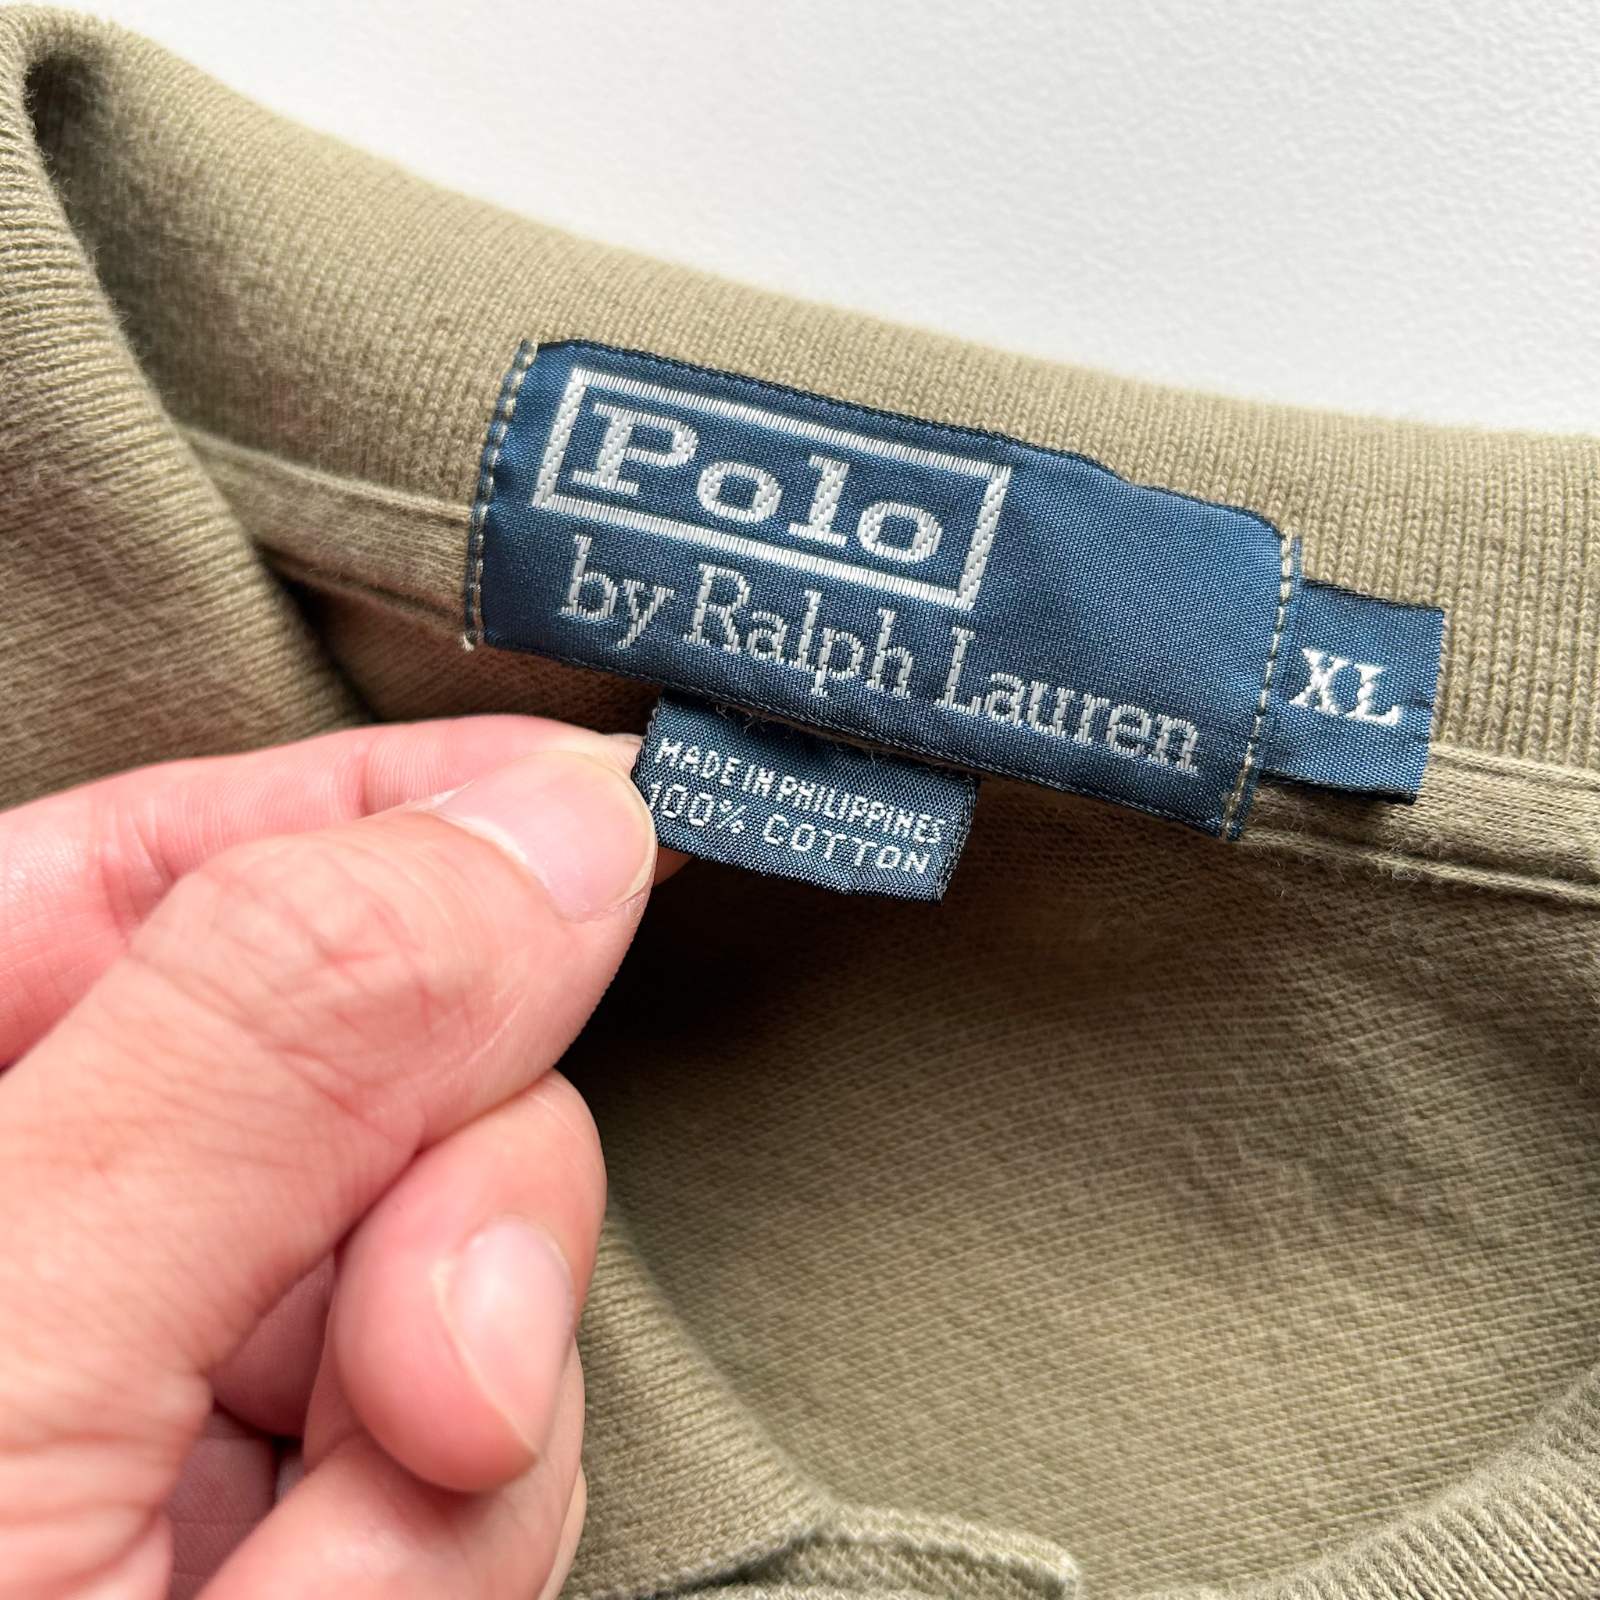 Polo
by Ralph Lauren
XL
MADE IN PHILIPPINES
100% COTTON